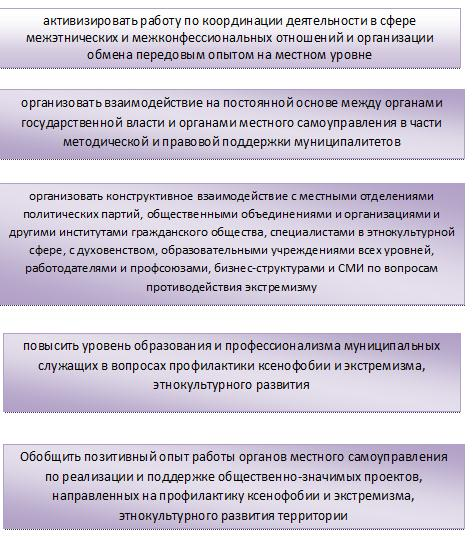 активизировать работу по координации деятельности в сфере
межэтнических и межконфессиональных отношений и организации
обмена передовым опытом на местном уровне
организовать взаимодействие на постоянной основе между органами
государственной власти и органами местного самоуправления в части
методической и правовой поддержки муниципалитетов
организовать конструктивное взаимодействие с местными отделениями
политических партий, общественными объединениями и организациями и
другими институтами гражданского общества, специалистами в этнокультурной
сфере, с духовенством, образовательными учреждениями всех уровней,
работодателями и профсоюзами, бизнес-структурами и СМИ по вопросам
противодействия экстремизму
повысить уровень образования и профессионализма муниципальных
служащих в вопросах профилактики ксенофобии и экстремизма,
этнокультурного развития
Обобщить позитивный опыт работы органов местного самоуправления
по реализации и поддержке общественно-значимых проектов,
направленных на профилактику ксенофобии и экстремизма,
этнокультурного развития территории